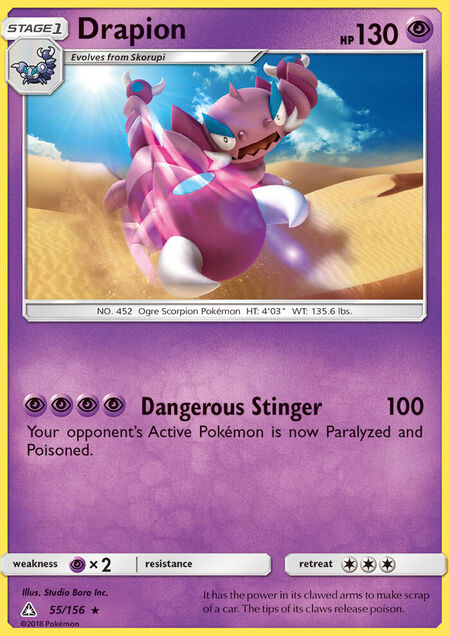 STAGE 1
Drapion
HP 130
Evolves from Skorupi
NO. 452 Ogre Scorpion Pokémon HT: 4'03" WT: 135.6 lbs.
Dangerous Stinger 100
Your opponent's Active Pokémon is now Paralyzed and
Poisoned.
weakness ×2 resistance retreat
Illus. Studio Bora Inc.
55/156 ★
©2018 Pokémon
It has the power in its clawed arms to make scrap
of a car. The tips of its claws release poison.